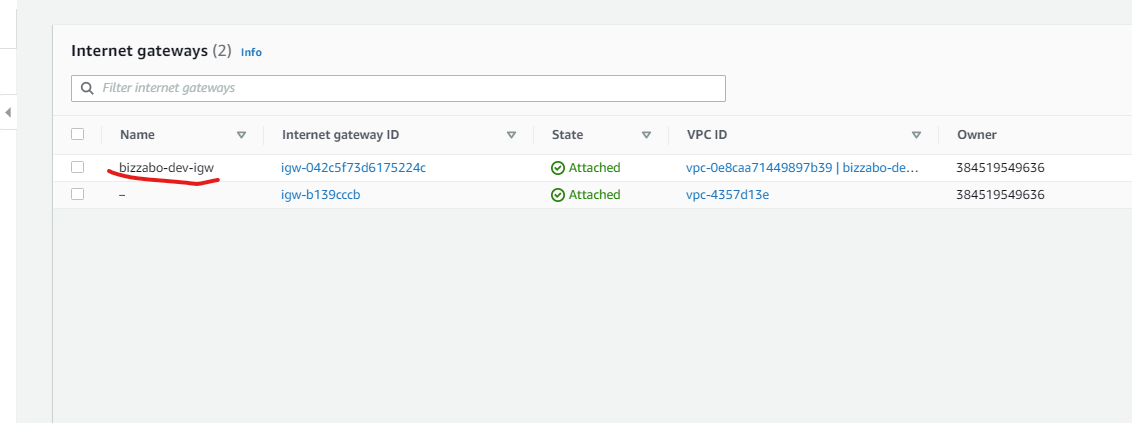 Internet gateways (2) Info
Filter internet gateways
Name Internet gateway ID State VPC ID Owner
bizzabo-dev-igw igw-042c5f73d6175224c Attached vpc-0e8caa71449897b39 | bizzabo-de… 384519549636
– igw-b139cccb Attached vpc-4357d13e 384519549636